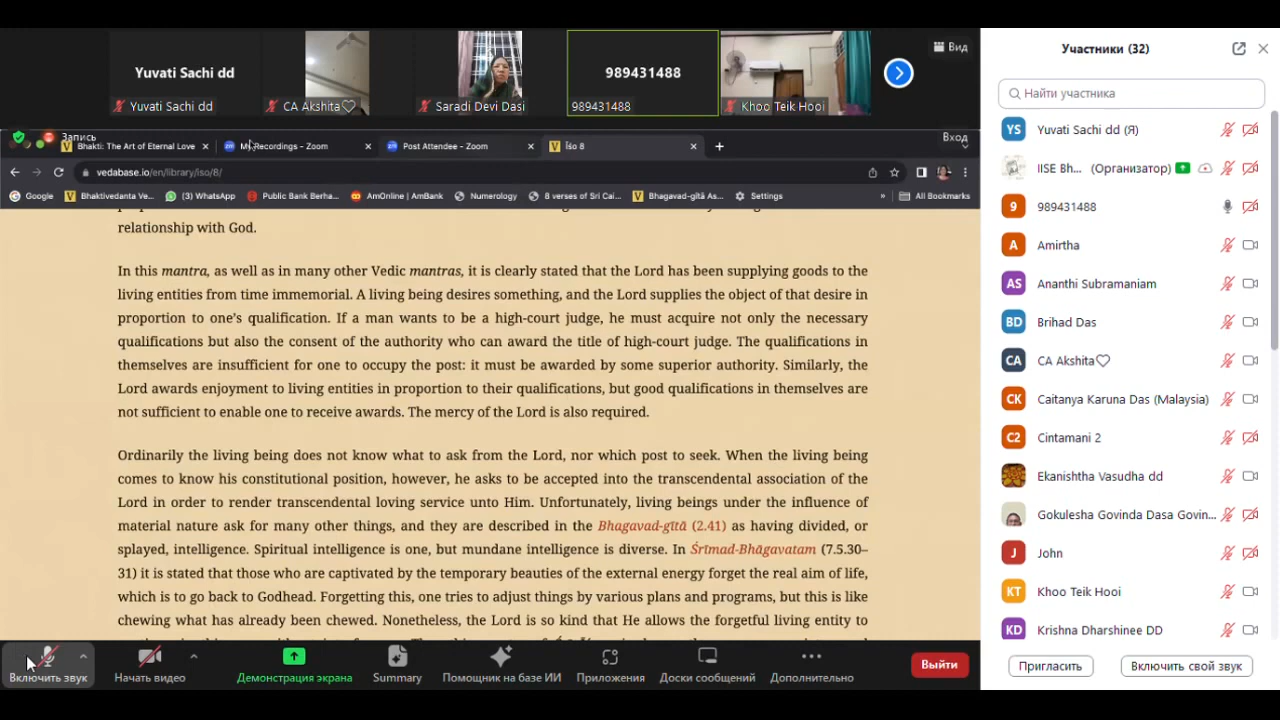 Yuvati Sachi dd
989431488
Вид
Yuvati Sachi dd
CA Akshita♡
Saradi Devi Dasi
989431488
Khoo Teik Hooi
Запись
Вход
Bhakti: The Art of Eternal Love
My Recordings - Zoom
Post Attendee - Zoom
Īśo 8
vedabase.io/en/library/iso/8/
Google
Bhaktivedanta Ve...
(3) WhatsApp
Public Bank Berha...
AmOnline | AmBank
Numerology
8 verses of Sri Cai...
Bhagavad-gītā As...
Settings
»
All Bookmarks
relationship with God.
In this mantra, as well as in many other Vedic mantras, it is clearly stated that the Lord has been supplying goods to the
living entities from time immemorial. A living being desires something, and the Lord supplies the object of that desire in
proportion to one's qualification. If a man wants to be a high-court judge, he must acquire not only the necessary
qualifications but also the consent of the authority who can award the title of high-court judge. The qualifications in
themselves are insufficient for one to occupy the post: it must be awarded by some superior authority. Similarly, the
Lord awards enjoyment to living entities in proportion to their qualifications, but good qualifications in themselves are
not sufficient to enable one to receive awards. The mercy of the Lord is also required.
Ordinarily the living being does not know what to ask from the Lord, nor which post to seek. When the living being
comes to know his constitutional position, however, he asks to be accepted into the transcendental association of the
Lord in order to render transcendental loving service unto Him. Unfortunately, living beings under the influence of
material nature ask for many other things, and they are described in the Bhagavad-gītā (2.41) as having divided, or
splayed, intelligence. Spiritual intelligence is one, but mundane intelligence is diverse. In Śrīmad-Bhāgavatam (7.5.30–
31) it is stated that those who are captivated by the temporary beauties of the external energy forget the real aim of life,
which is to go back to Godhead. Forgetting this, one tries to adjust things by various plans and programs, but this is like
chewing what has already been chewed. Nonetheless, the Lord is so kind that He allows the forgetful living entity to
Включить звук
Начать видео
Демонстрация экрана
Summary
Помощник на базе ИИ
Приложения
Доски сообщений
Дополнительно
Выйти
Участники (32)
Найти участника
YS Yuvati Sachi dd (Я)
IISE Bh... (Организатор)
9 989431488
A Amirtha
AS Ananthi Subramaniam
BD Brihad Das
CA CA Akshita♡
CK Caitanya Karuna Das (Malaysia)
C2 Cintamani 2
Ekanishtha Vasudha dd
Gokulesha Govinda Dasa Govin...
J John
KT Khoo Teik Hooi
KD Krishna Dharshinee DD
Пригласить
Включить свой звук